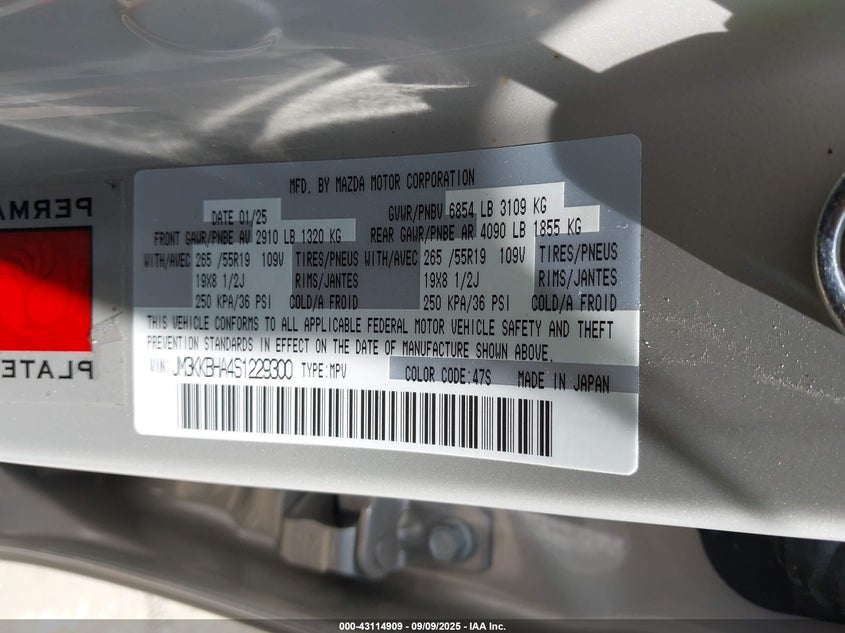 MFD. BY MAZDA MOTOR CORPORATION
DATE 01/25 GVWR/PNBV 6854 LB 3109 KG
FRONT GAWR/PNBE AV 2910 LB 1320 KG REAR GAWR/PNBE AR 4090 LB 1855 KG
WITH/AVEC 265 /55R19 109V TIRES/PNEUS WITH/AVEC 265 /55R19 109V TIRES/PNEUS
19X8 1/2J RIMS/JANTES 19X8 1/2J RIMS/JANTES
250 KPA/36 PSI COLD/A FROID 250 KPA/36 PSI COLD/A FROID
THIS VEHICLE CONFORMS TO ALL APPLICABLE FEDERAL MOTOR VEHICLE SAFETY AND THEFT
PREVENTION STANDARDS IN EFFECT ON THE DATE OF MANUFACTURE SHOWN ABOVE.
VIN: JM3KKBHA4S1229300 TYPE:MPV COLOR CODE:47S MADE IN JAPAN
PERMA
PLATE
000-43114909 - 09/09/2025 - IAA Inc.